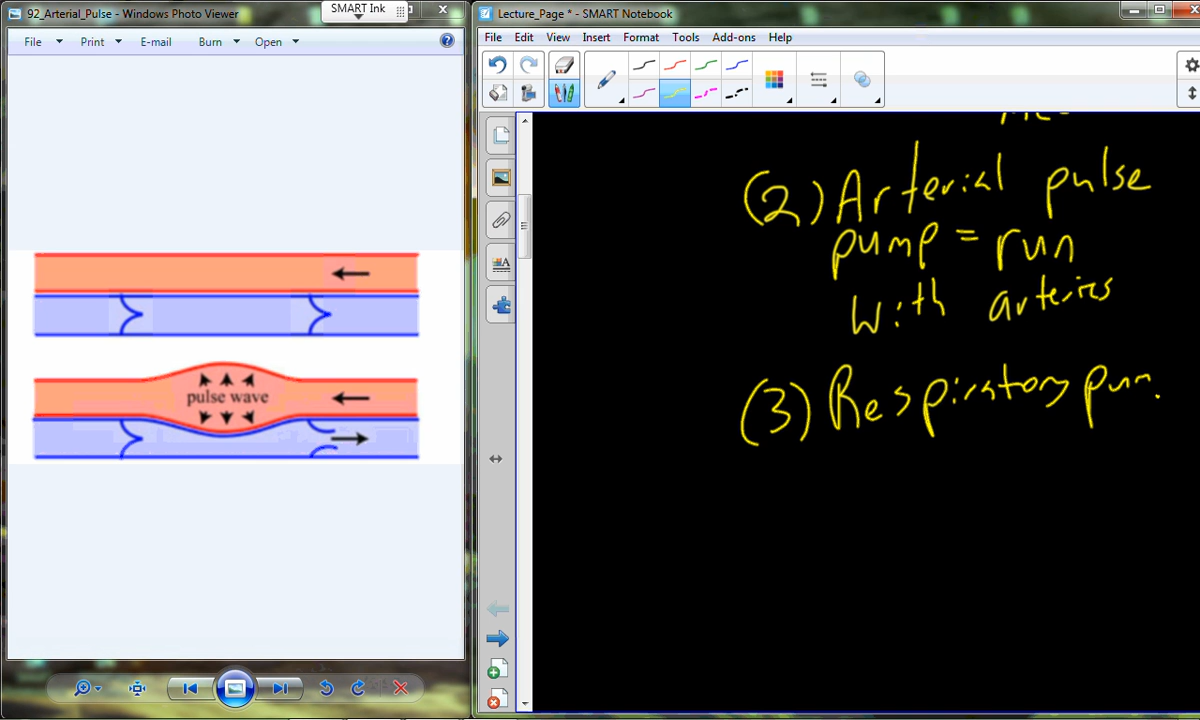 92_Arterial_Pulse - Windows Photo Viewer
SMART Ink
File Print E-mail Burn Open
pulse wave
Lecture_Page * - SMART Notebook
File Edit View Insert Format Tools Add-ons Help
(2) Arterial pulse
pump = run
with arteries
(3) Respiratory pum.